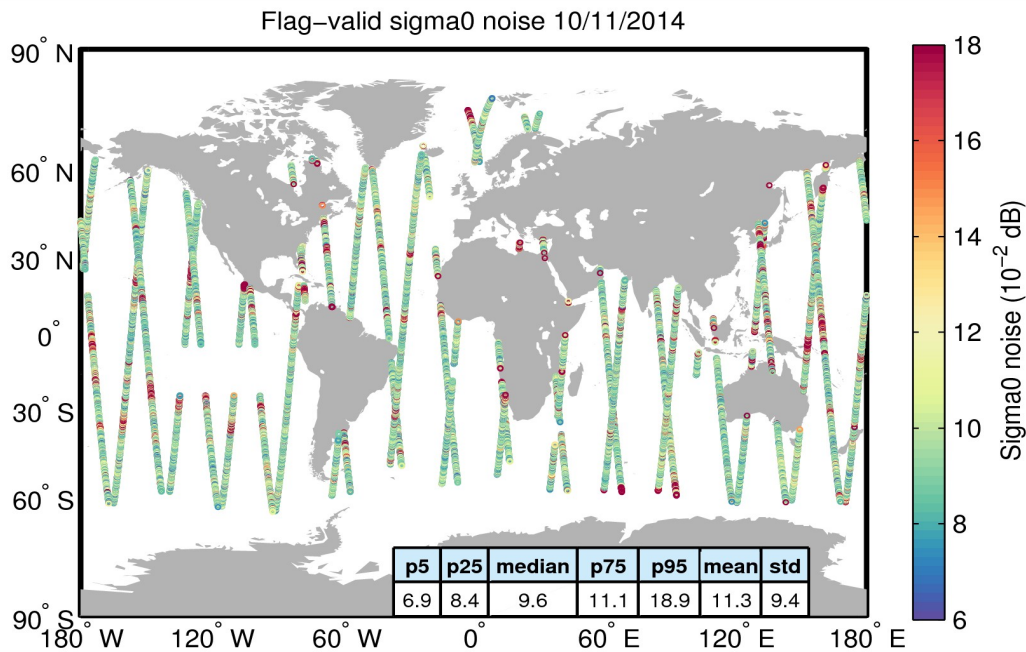 Flag−valid sigma0 noise 10/11/2014
90° N
60° N
30° N
0°
30° S
60° S
90° S
180° W 120° W 60° W 0° 60° E 120° E 180° E
p5 p25 median p75 p95 mean std
6.9 8.4 9.6 11.1 18.9 11.3 9.4
18
16
14
12
10
8
6
Sigma0 noise (10⁻² dB)